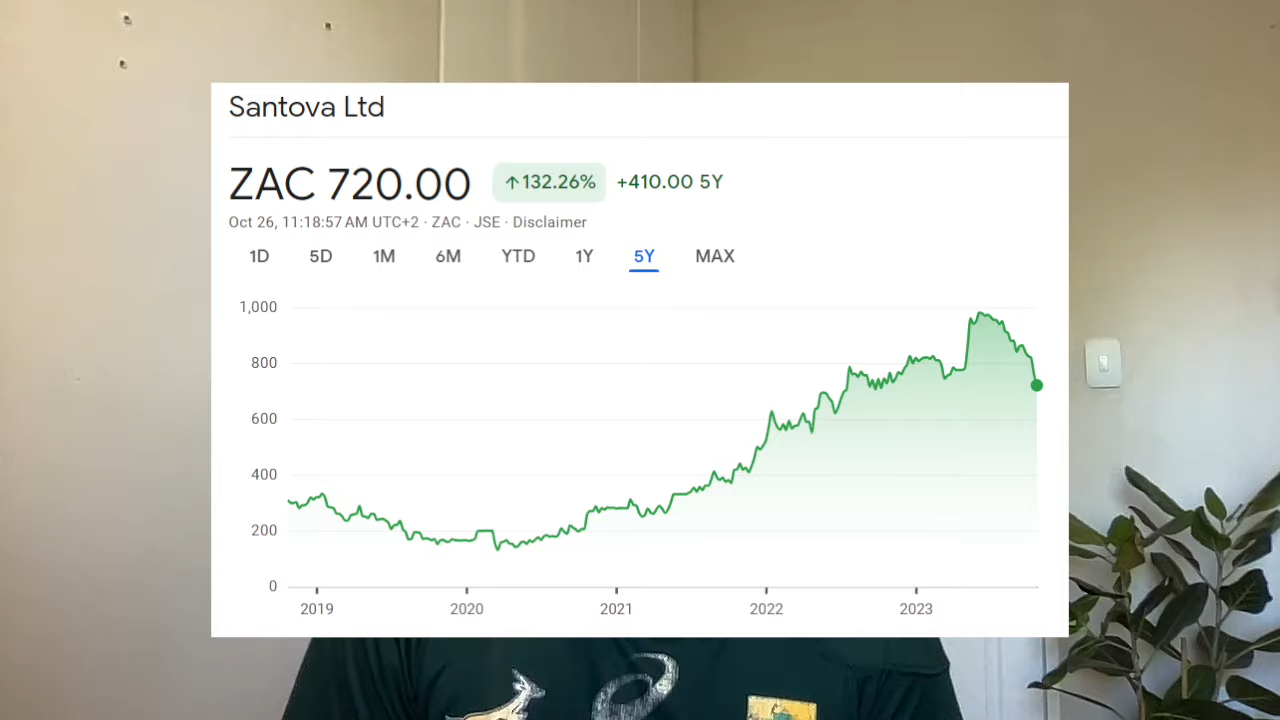 Santova Ltd
ZAC 720.00 ↑132.26% +410.00 5Y
Oct 26, 11:18:57 AM UTC+2 · ZAC · JSE · Disclaimer
1D 5D 1M 6M YTD 1Y 5Y MAX
1,000
800
600
400
200
0
2019 2020 2021 2022 2023